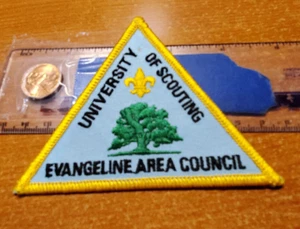 UNIVERSITY
OF SCOUTING
EVANGELINE AREA COUNCIL